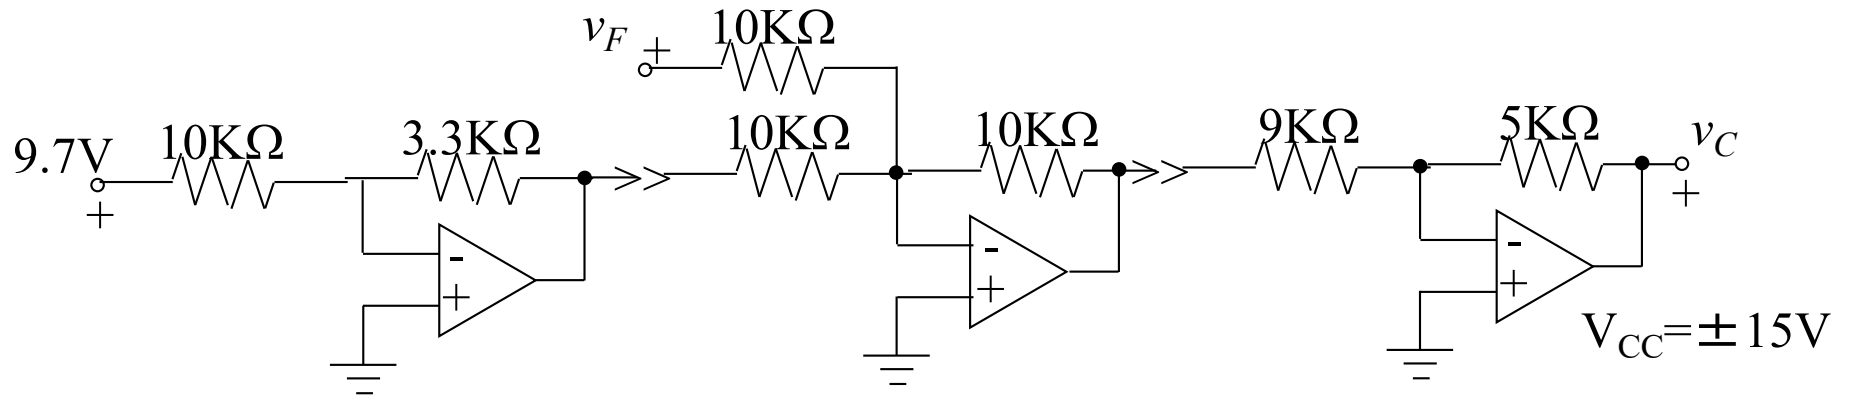 v_F + 10KΩ
9.7V 10KΩ 3.3KΩ 10KΩ 10KΩ 9KΩ 5KΩ v_C
+ +
- - -
+ + +
V_CC=±15V